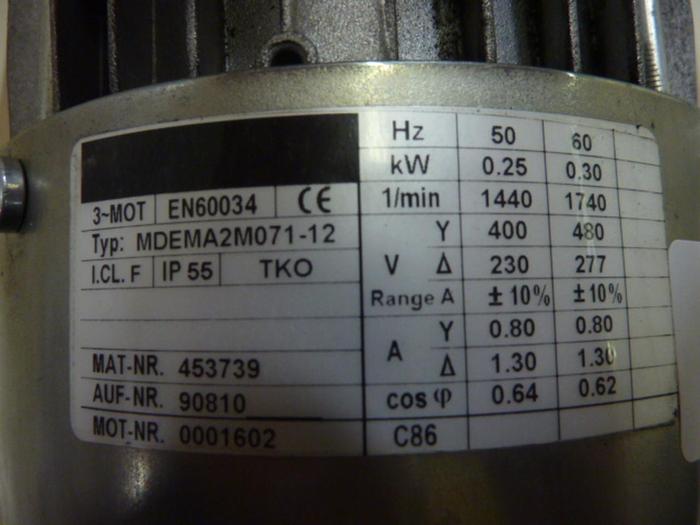 Hz 50 60
kW 0.25 0.30
3~MOT EN60034 CE 1/min 1440 1740
Typ: MDEMA2M071-12 Y 400 480
I.CL. F IP 55 TKO V Δ 230 277
Range A ±10% ±10%
Y 0.80 0.80
MAT-NR. 453739 A Δ 1.30 1.30
AUF-NR. 90810 cos φ 0.64 0.62
MOT-NR. 0001602 C86